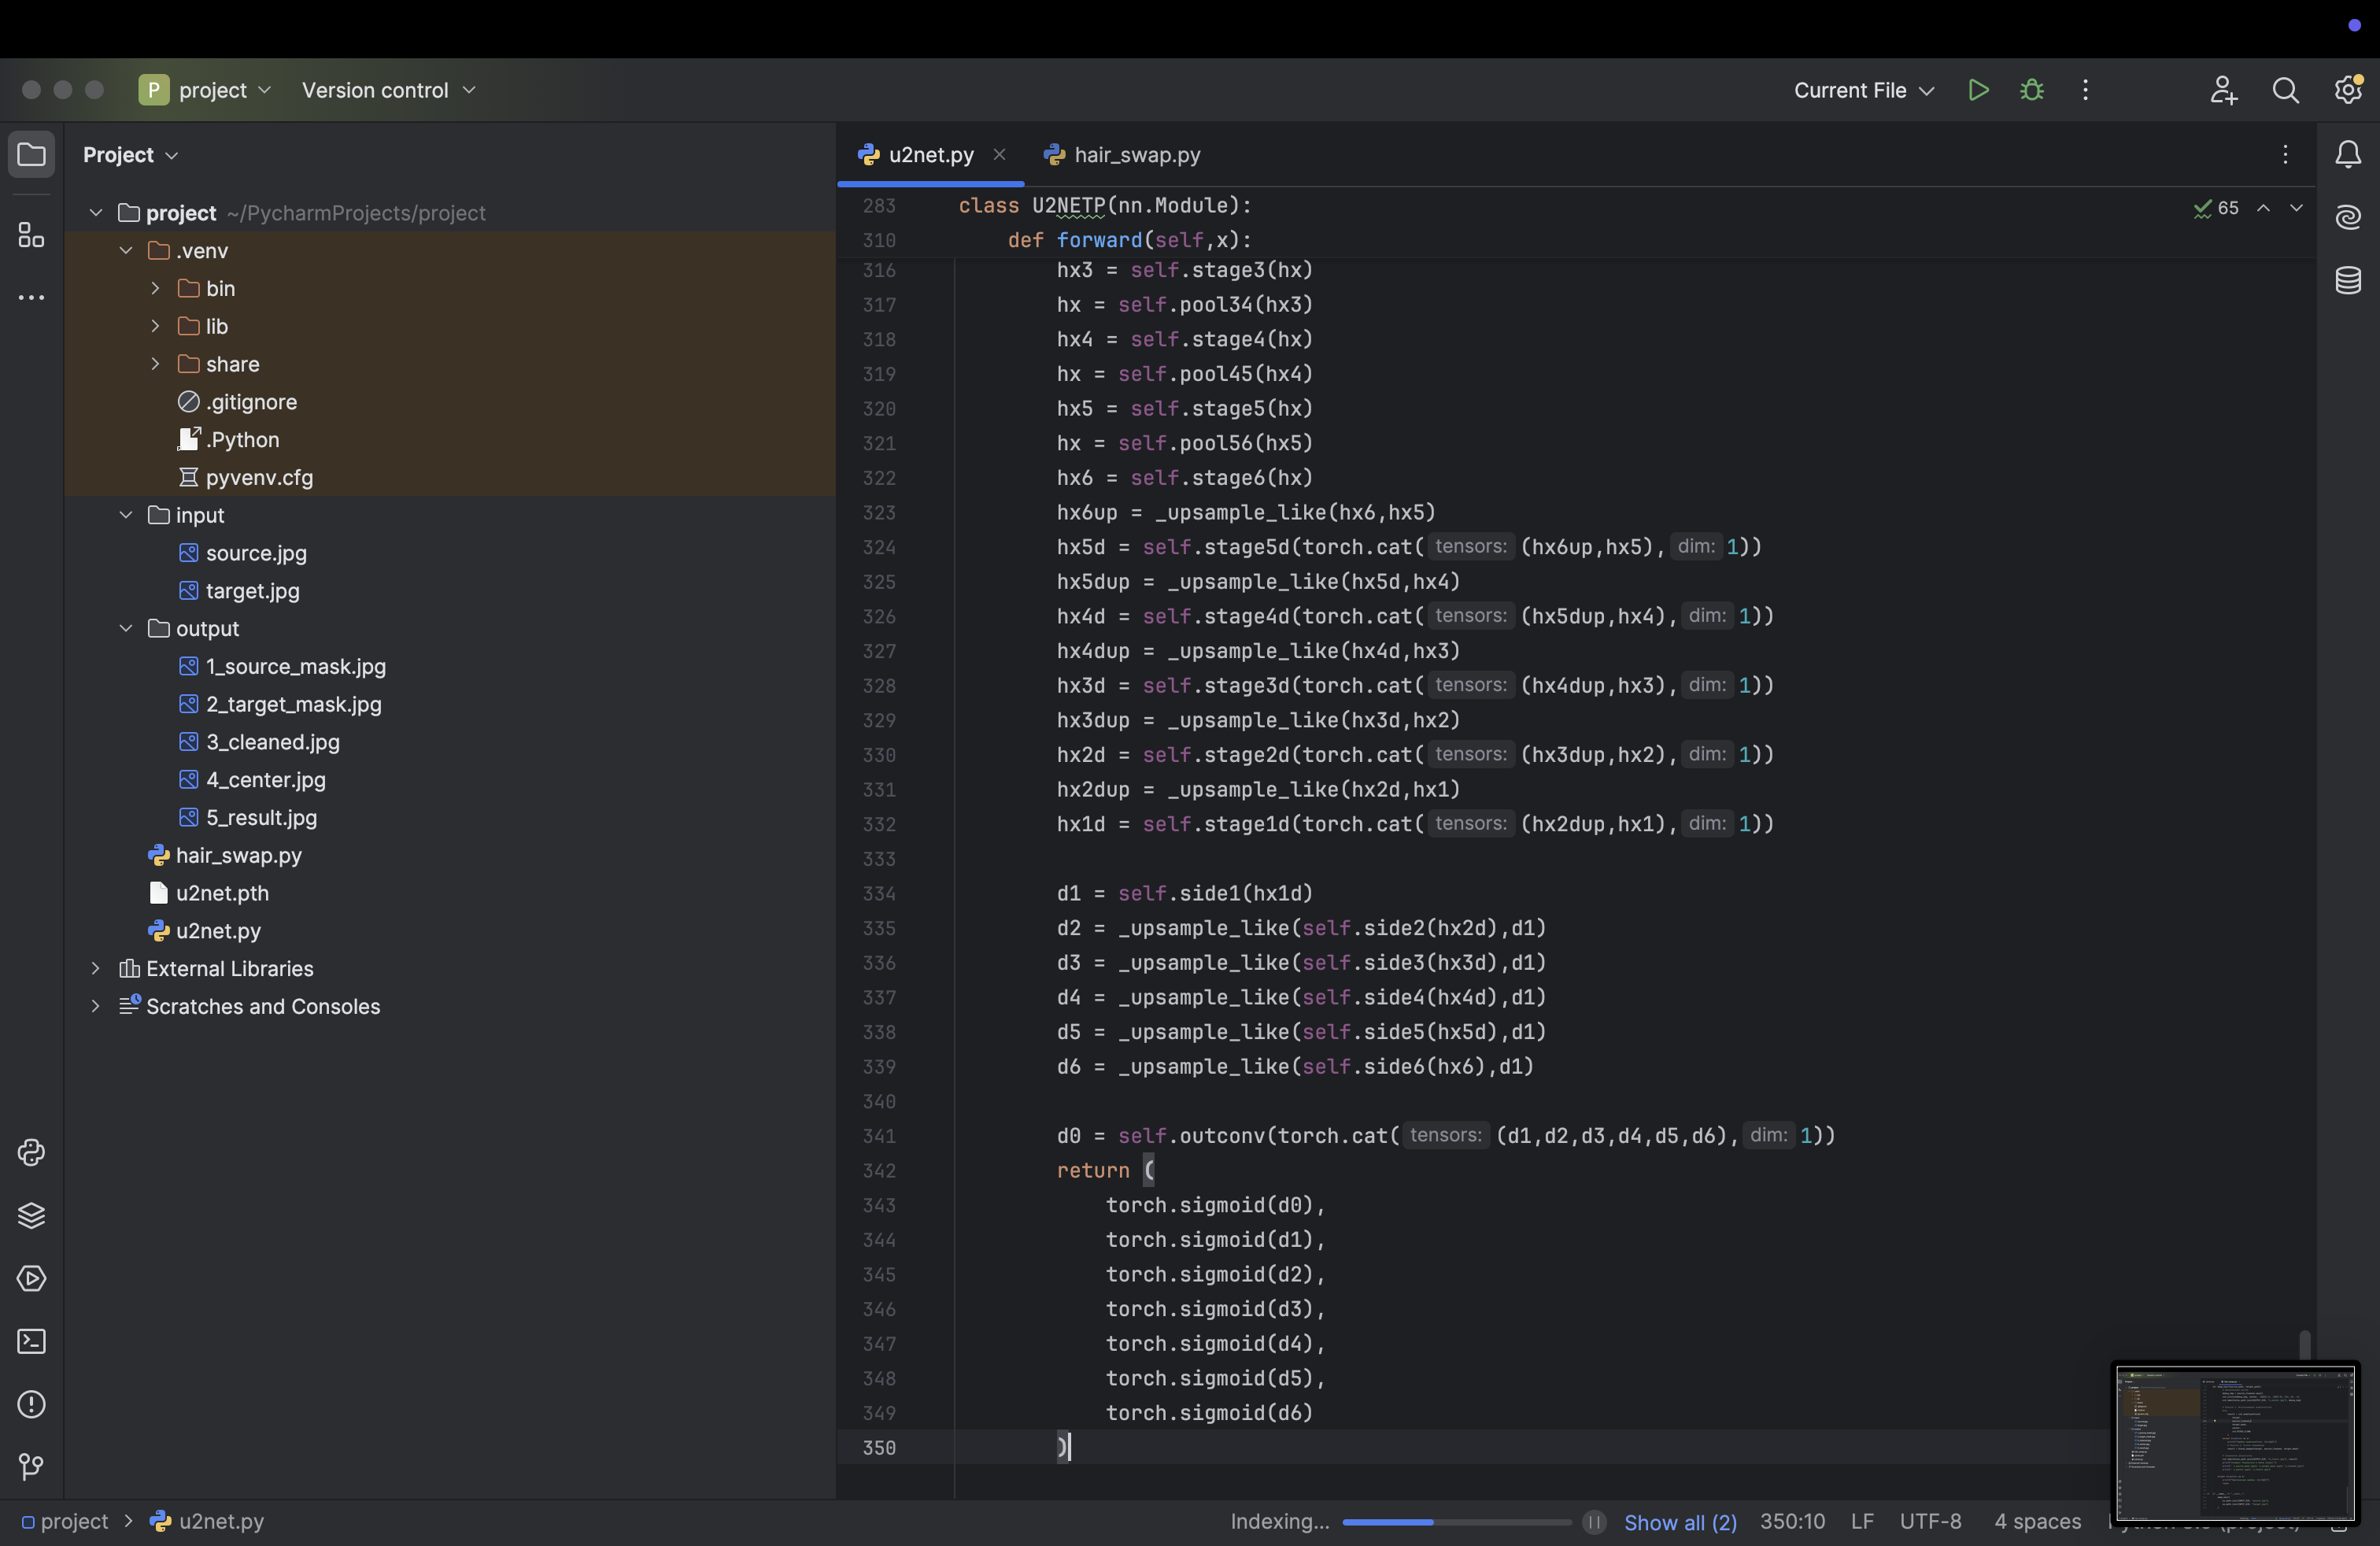 P project Version control Current File
Project
u2net.py
hair_swap.py
project ~/PycharmProjects/project
.venv
bin
lib
share
.gitignore
.Python
pyvenv.cfg
input
source.jpg
target.jpg
output
1_source_mask.jpg
2_target_mask.jpg
3_cleaned.jpg
4_center.jpg
5_result.jpg
hair_swap.py
u2net.pth
u2net.py
External Libraries
Scratches and Consoles
65
283 class U2NETP(nn.Module):
310 def forward(self,x):
316 hx3 = self.stage3(hx)
317 hx = self.pool34(hx3)
318 hx4 = self.stage4(hx)
319 hx = self.pool45(hx4)
320 hx5 = self.stage5(hx)
321 hx = self.pool56(hx5)
322 hx6 = self.stage6(hx)
323 hx6up = _upsample_like(hx6,hx5)
324 hx5d = self.stage5d(torch.cat( tensors: (hx6up,hx5), dim: 1))
325 hx5dup = _upsample_like(hx5d,hx4)
326 hx4d = self.stage4d(torch.cat( tensors: (hx5dup,hx4), dim: 1))
327 hx4dup = _upsample_like(hx4d,hx3)
328 hx3d = self.stage3d(torch.cat( tensors: (hx4dup,hx3), dim: 1))
329 hx3dup = _upsample_like(hx3d,hx2)
330 hx2d = self.stage2d(torch.cat( tensors: (hx3dup,hx2), dim: 1))
331 hx2dup = _upsample_like(hx2d,hx1)
332 hx1d = self.stage1d(torch.cat( tensors: (hx2dup,hx1), dim: 1))
333
334 d1 = self.side1(hx1d)
335 d2 = _upsample_like(self.side2(hx2d),d1)
336 d3 = _upsample_like(self.side3(hx3d),d1)
337 d4 = _upsample_like(self.side4(hx4d),d1)
338 d5 = _upsample_like(self.side5(hx5d),d1)
339 d6 = _upsample_like(self.side6(hx6),d1)
340
341 d0 = self.outconv(torch.cat( tensors: (d1,d2,d3,d4,d5,d6), dim: 1))
342 return (
343 torch.sigmoid(d0),
344 torch.sigmoid(d1),
345 torch.sigmoid(d2),
346 torch.sigmoid(d3),
347 torch.sigmoid(d4),
348 torch.sigmoid(d5),
349 torch.sigmoid(d6)
350 )
project > u2net.py Indexing... Show all (2) 350:10 LF UTF-8 4 spaces